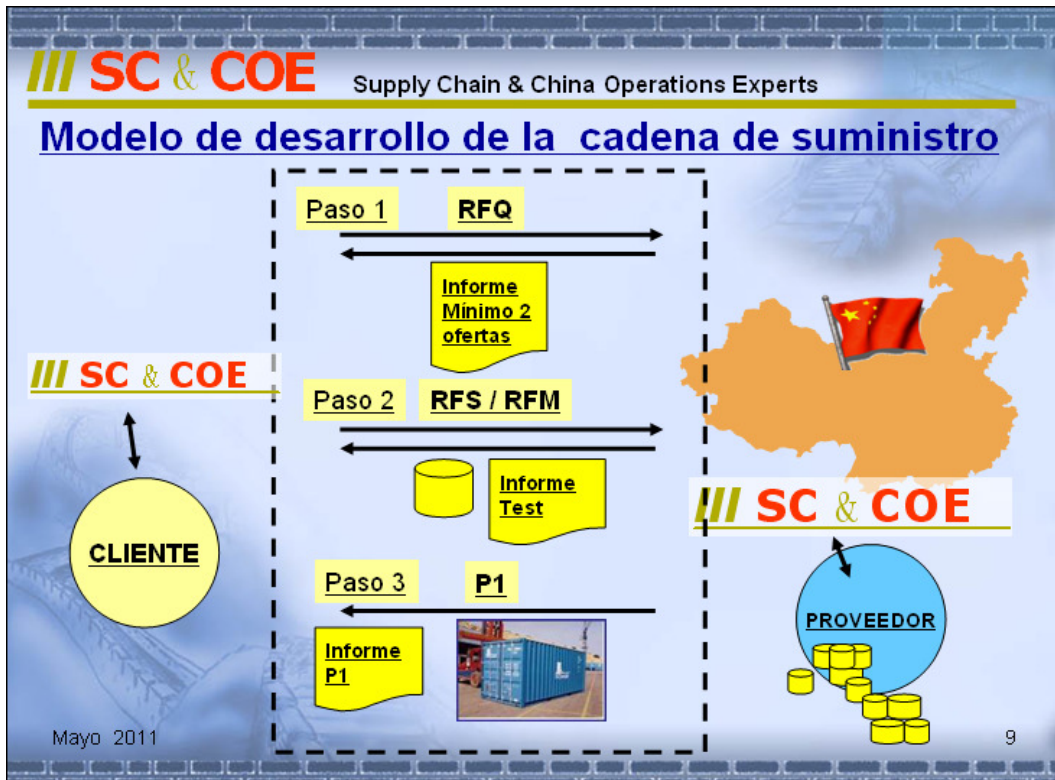 /// SC & COE Supply Chain & China Operations Experts
Modelo de desarrollo de la cadena de suministro
Paso 1 RFQ
Informe
Mínimo 2
ofertas
/// SC & COE
Paso 2 RFS / RFM
Informe
Test
/// SC & COE
CLIENTE
Paso 3 P1
PROVEEDOR
Informe
P1
Mayo 2011
9